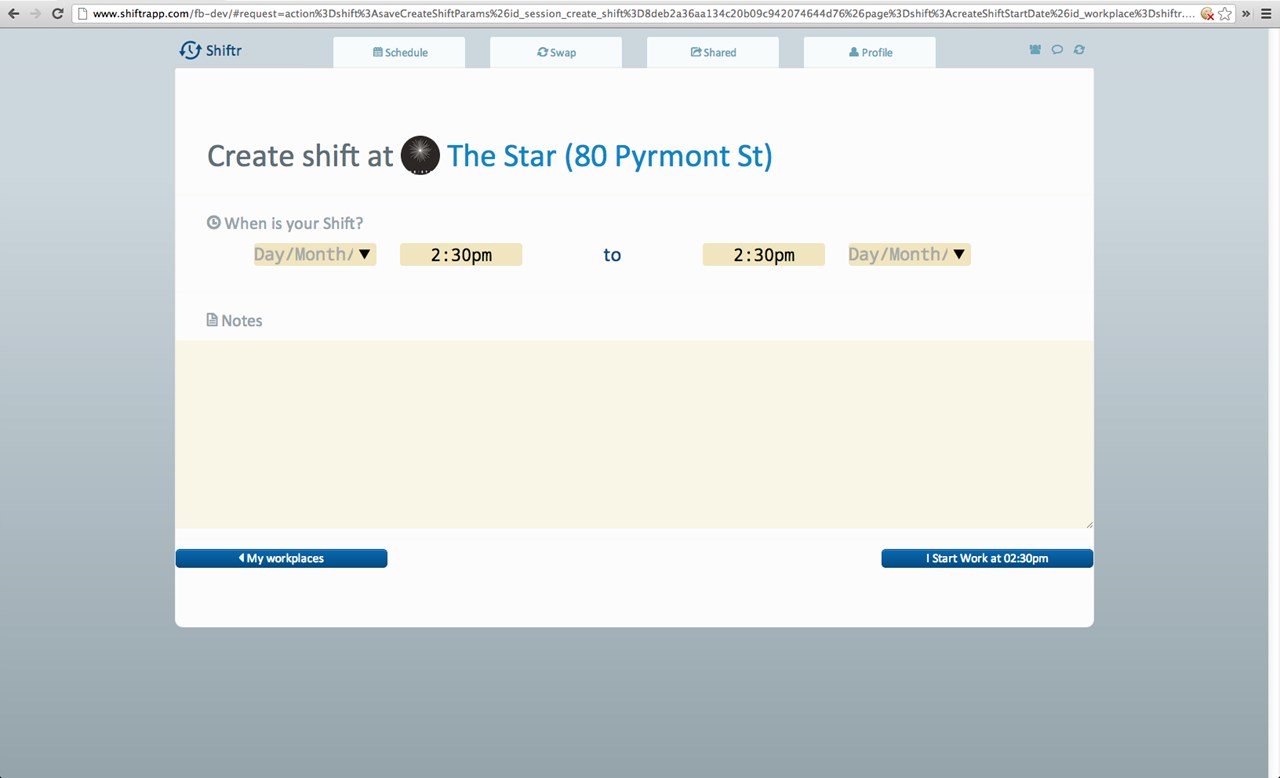 www.shiftrapp.com/fb-dev/#request=action%3Dshift%3AsaveCreateShiftParams%26id_session_create_shift%3D8deb2a36aa134c20b09c942074644d76%26page%3Dshift%3AcreateShiftStartDate%26id_workplace%3Dshiftr....
Shiftr
Schedule
Swap
Shared
Profile
Create shift at The Star (80 Pyrmont St)
When is your Shift?
Day/Month/ 2:30pm to 2:30pm Day/Month/
Notes
My workplaces
I Start Work at 02:30pm